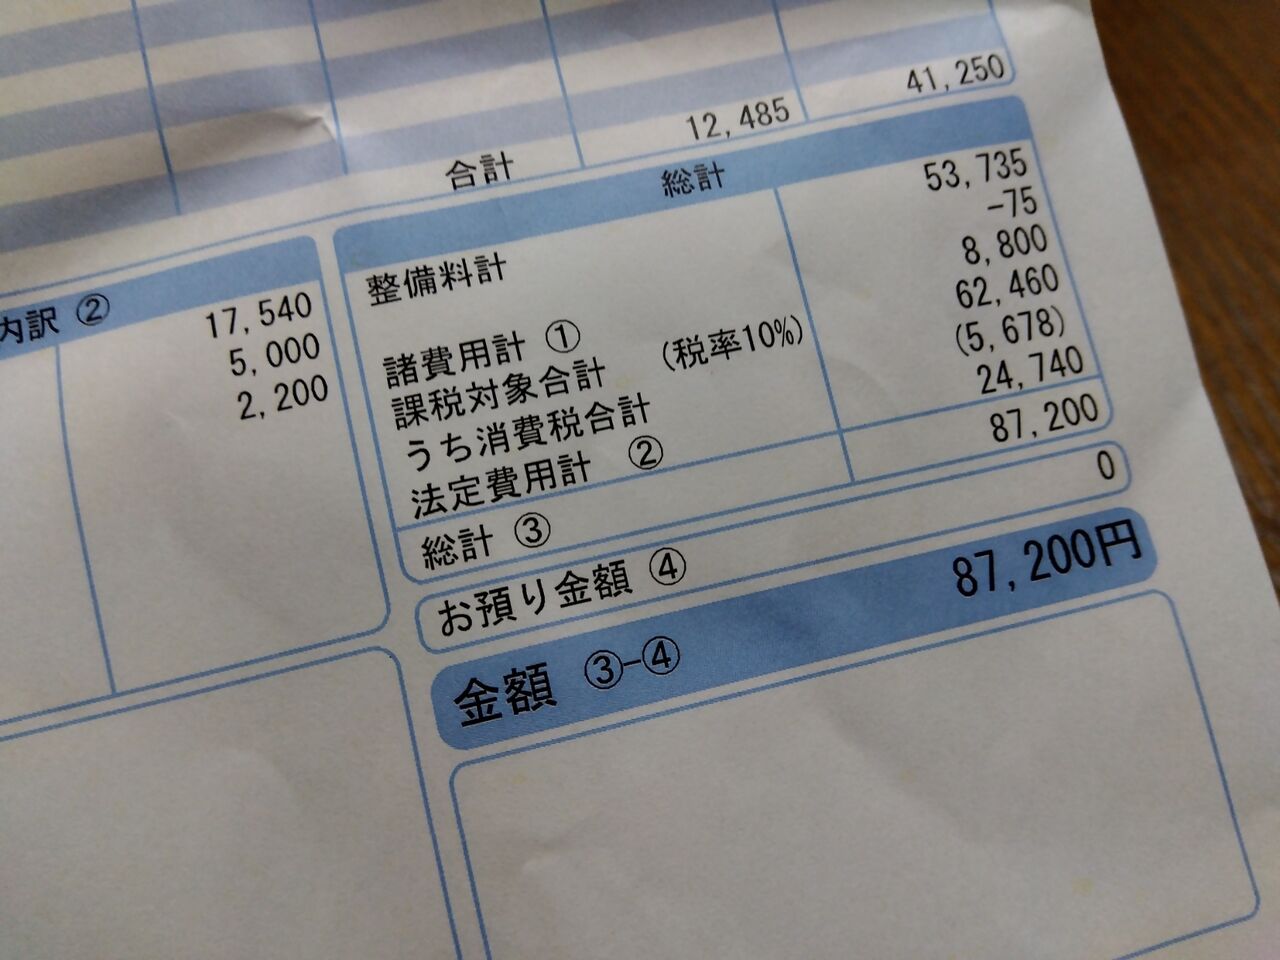 41,250
合計 12,485
総計
整備料計 53,735
-75
諸費用計 ① 8,800
課税対象合計 (税率10%) 62,460
うち消費税合計 (5,678)
法定費用計 ② 24,740
総計 ③ 87,200
お預り金額 ④ 0
金額 ③-④ 87,200円
内訳 ②
17,540
5,000
2,200